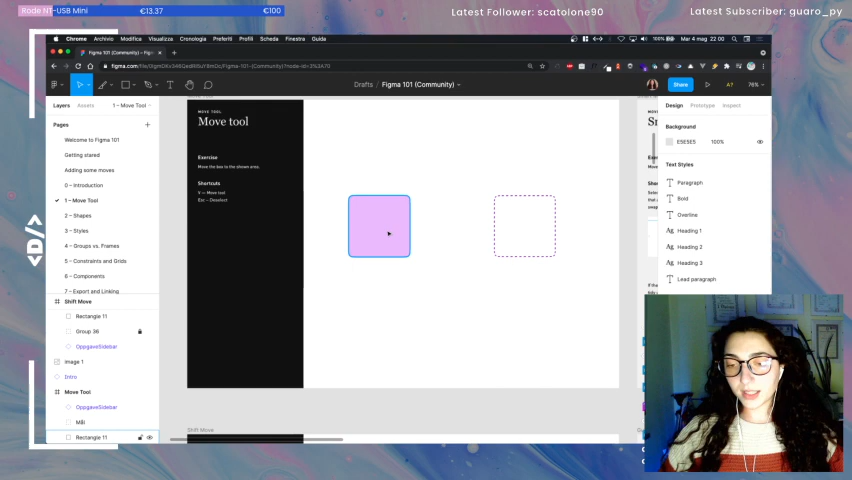 Rode NT-USB Mini €13.37 €100
Latest Follower: scatolone90
Latest Subscriber: guaro_py
Chrome Archivio Modifica Visualizza Cronologia Preferiti Profili Scheda Finestra Guida
100% Mar 4 mag 22 00
Figma 101 (Community) – Figm
Drafts / Figma 101 (Community)
Share
A?
76%
Layers Assets 1 – Move Tool
Pages
Welcome to Figma 101
Getting stared
Adding some moves
0 – Introduction
1 – Move Tool
2 – Shapes
3 – Styles
4 – Groups vs. Frames
5 – Constraints and Grids
6 – Components
7 – Export and Linking
Shift Move
Rectangle 11
Group 36
OppgaveSidebar
image 1
Intro
Move Tool
OppgaveSidebar
Mål
Rectangle 11
MOVE TOOL
Move tool
Exercise
Move the box to the shown area.
Shortcuts
V – Move tool
Esc – Deselect
Shift Move
Design Prototype Inspect
Background
E5E5E5 100%
Text Styles
Paragraph
Bold
Overline
Ag Heading 1
Ag Heading 2
Ag Heading 3
Lead paragraph
<D/>